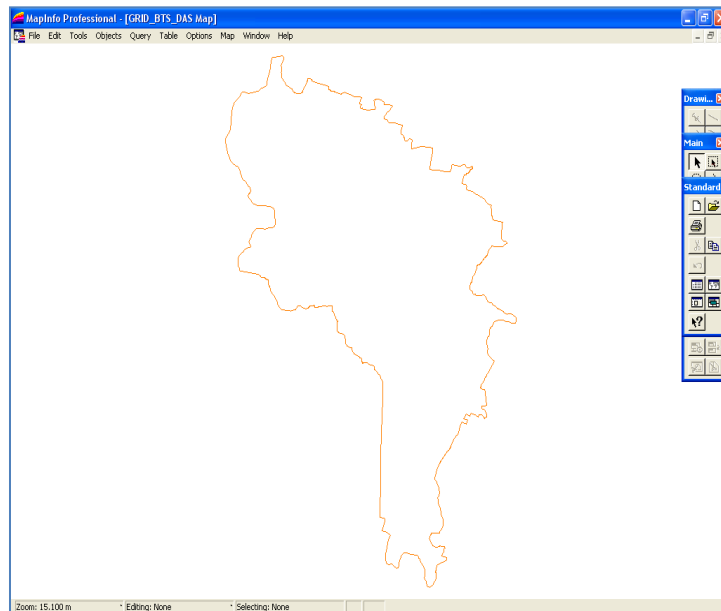 MapInfo Professional - [GRID_BTS_DAS Map]
File Edit Tools Objects Query Table Options Map Window Help
Drawi...
Main
Standard
Zoom: 15.100 m
Editing: None
Selecting: None